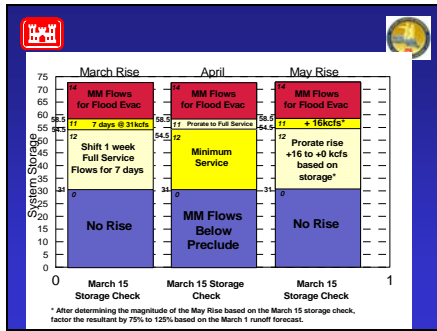 March Rise
April
May Rise
75
70
65
60
55
50
45
40
35
30
25
20
15
10
5
0
System Storage
14
MM Flows
for Flood Evac
58.5
11
7 days @ 31kcfs
54.5
12
Shift 1 week
Full Service
Flows for 7 days
31
0
No Rise
14
MM Flows
for Flood Evac
58.5
11
Prorate to Full Service
54.5
12
Minimum
Service
31
0
MM Flows
Below
Preclude
14
MM Flows
for Flood Evac
58.5
11
+ 16kcfs*
54.5
12
Prorate rise
+16 to +0 kcfs
based on
storage*
31
0
No Rise
0
1
March 15
Storage Check
March 15 Storage
Check
March 15
Storage Check
* After determining the magnitude of the May Rise based on the March 15 storage check,
factor the resultant by 75% to 125% based on the March 1 runoff forecast.